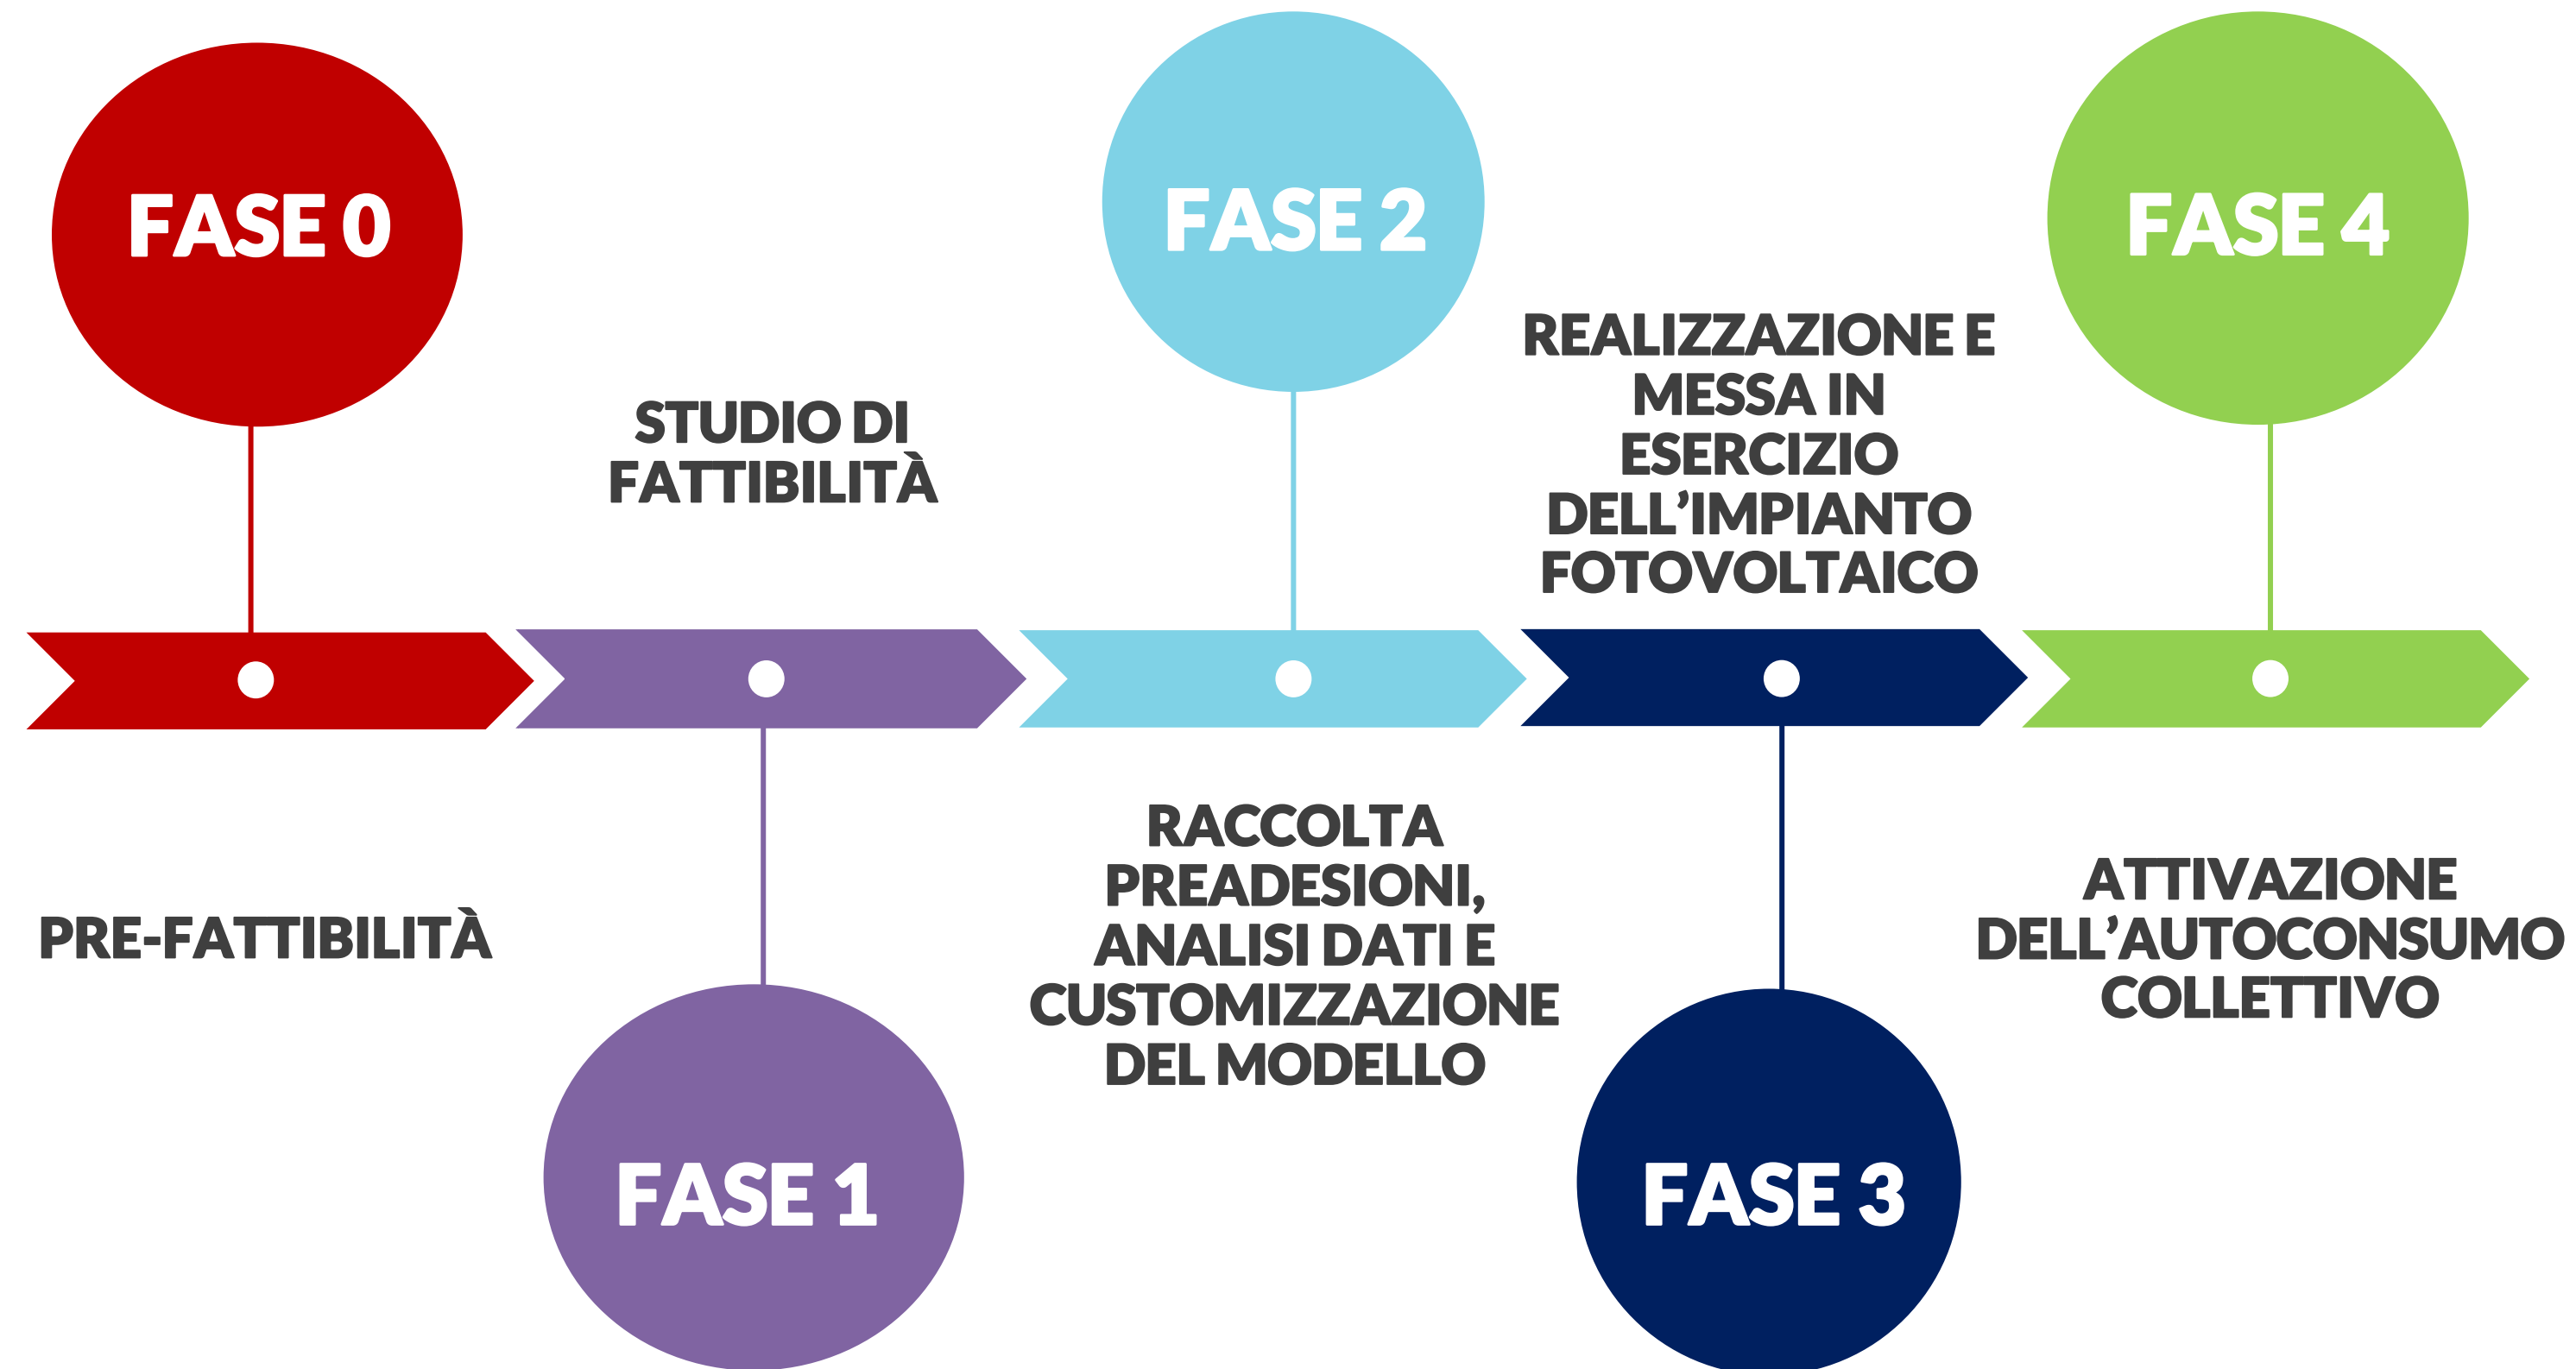 FASE 0
PRE-FATTIBILITÀ
STUDIO DI
FATTIBILITÀ
FASE 1
FASE 2
RACCOLTA
PREADESIONI,
ANALISI DATI E
CUSTOMIZZAZIONE
DEL MODELLO
REALIZZAZIONE E
MESSA IN
ESERCIZIO
DELL’IMPIANTO
FOTOVOLTAICO
FASE 3
FASE 4
ATTIVAZIONE
DELL’AUTOCONSUMO
COLLETTIVO